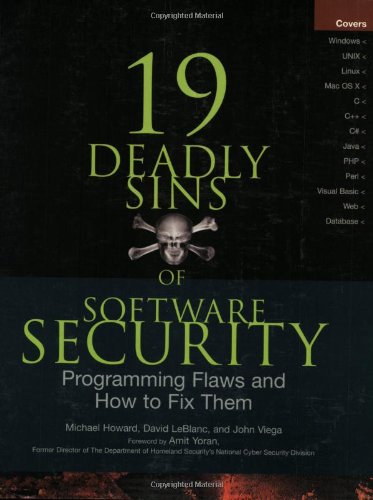 Covers
Windows <
UNIX <
Linux <
Mac OS X <
C <
C++ <
C# <
Java <
PHP <
Perl <
Visual Basic <
Web <
Database <
19
DEADLY
SINS
OF
SOFTWARE
SECURITY
Programming Flaws and
How to Fix Them
Michael Howard, David LeBlanc, and John Viega
Foreword by Amit Yoran,
Former Director of The Department of Homeland Security's National Cyber Security Division